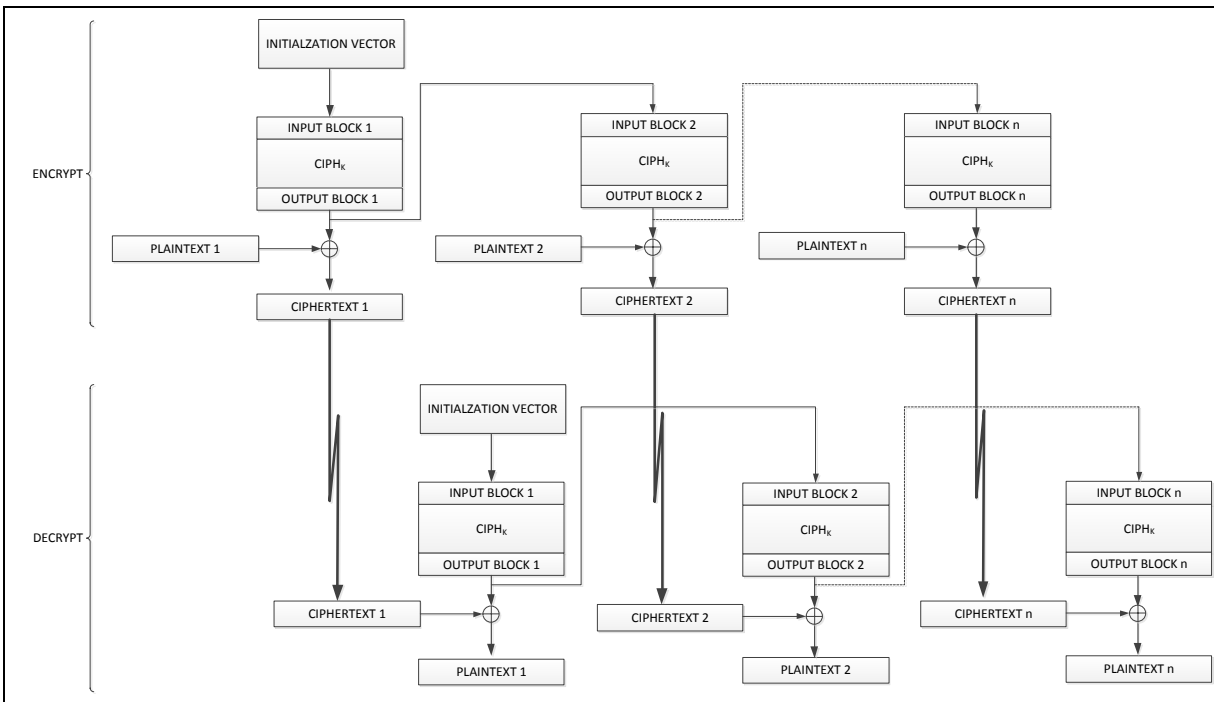 INITIALZATION VECTOR
INPUT BLOCK 1
INPUT BLOCK 2
INPUT BLOCK n
CIPHK
CIPHK
CIPHK
ENCRYPT
OUTPUT BLOCK 1
OUTPUT BLOCK 2
OUTPUT BLOCK n
PLAINTEXT 1
PLAINTEXT 2
PLAINTEXT n
CIPHERTEXT 1
CIPHERTEXT 2
CIPHERTEXT n
INITIALZATION VECTOR
INPUT BLOCK 1
INPUT BLOCK 2
INPUT BLOCK n
CIPHK
CIPHK
CIPHK
DECRYPT
OUTPUT BLOCK 1
OUTPUT BLOCK 2
OUTPUT BLOCK n
CIPHERTEXT 1
CIPHERTEXT 2
CIPHERTEXT n
PLAINTEXT 1
PLAINTEXT 2
PLAINTEXT n